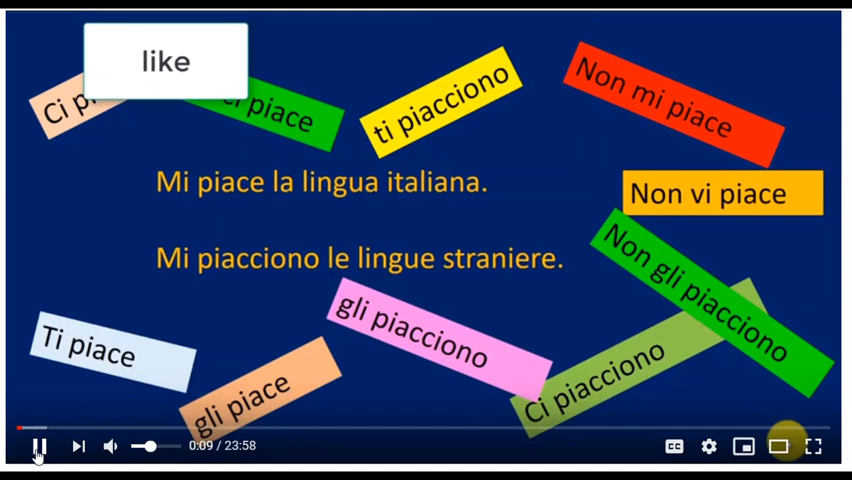 like
Ci
piace
ti piacciono
Non mi piace
Mi piace la lingua italiana.
Non vi piace
Mi piacciono le lingue straniere.
Non gli piacciono
gli piacciono
Ti piace
gli piace
Ci piacciono
0:09 / 23:58
CC